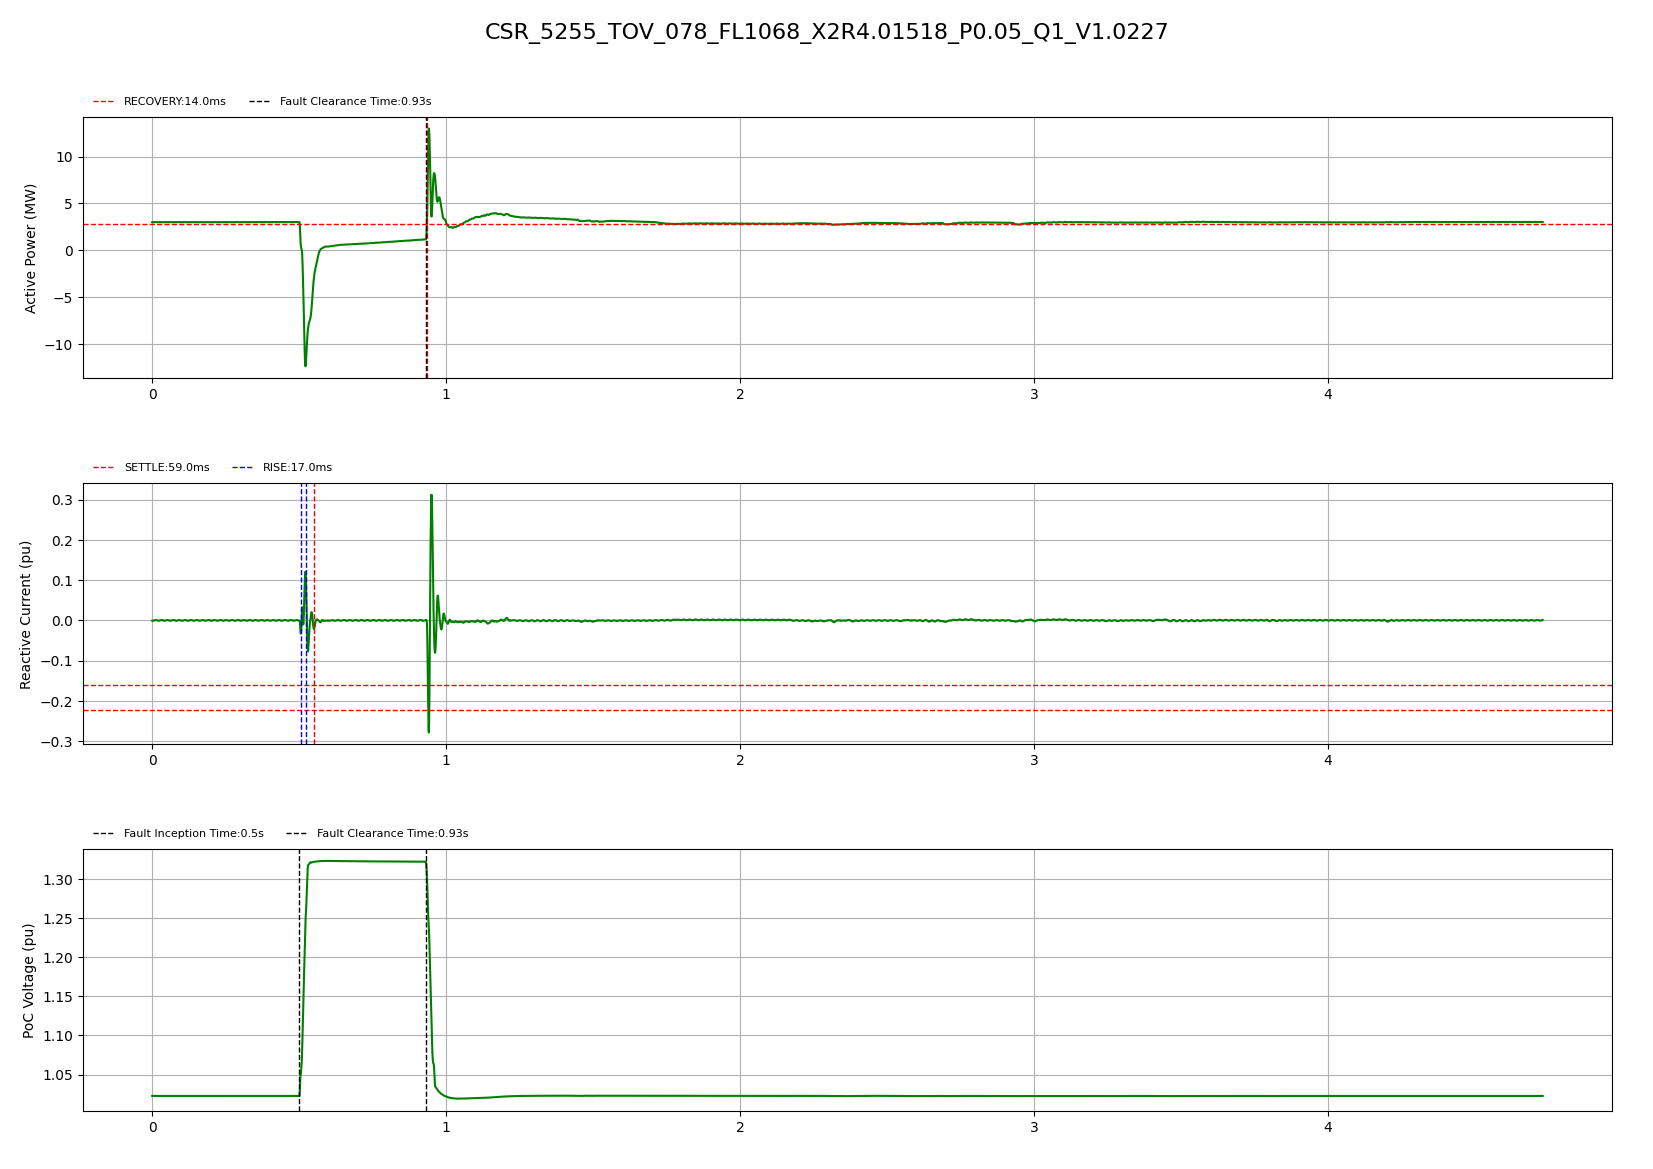 CSR_5255_TOV_078_FL1068_X2R4.01518_P0.05_Q1_V1.0227
RECOVERY:14.0ms Fault Clearance Time:0.93s
Active Power (MW)
10
5
0
−5
−10
0 1 2 3 4
SETTLE:59.0ms RISE:17.0ms
Reactive Current (pu)
0.3
0.2
0.1
0.0
−0.1
−0.2
−0.3
0 1 2 3 4
Fault Inception Time:0.5s Fault Clearance Time:0.93s
PoC Voltage (pu)
1.30
1.25
1.20
1.15
1.10
1.05
0 1 2 3 4